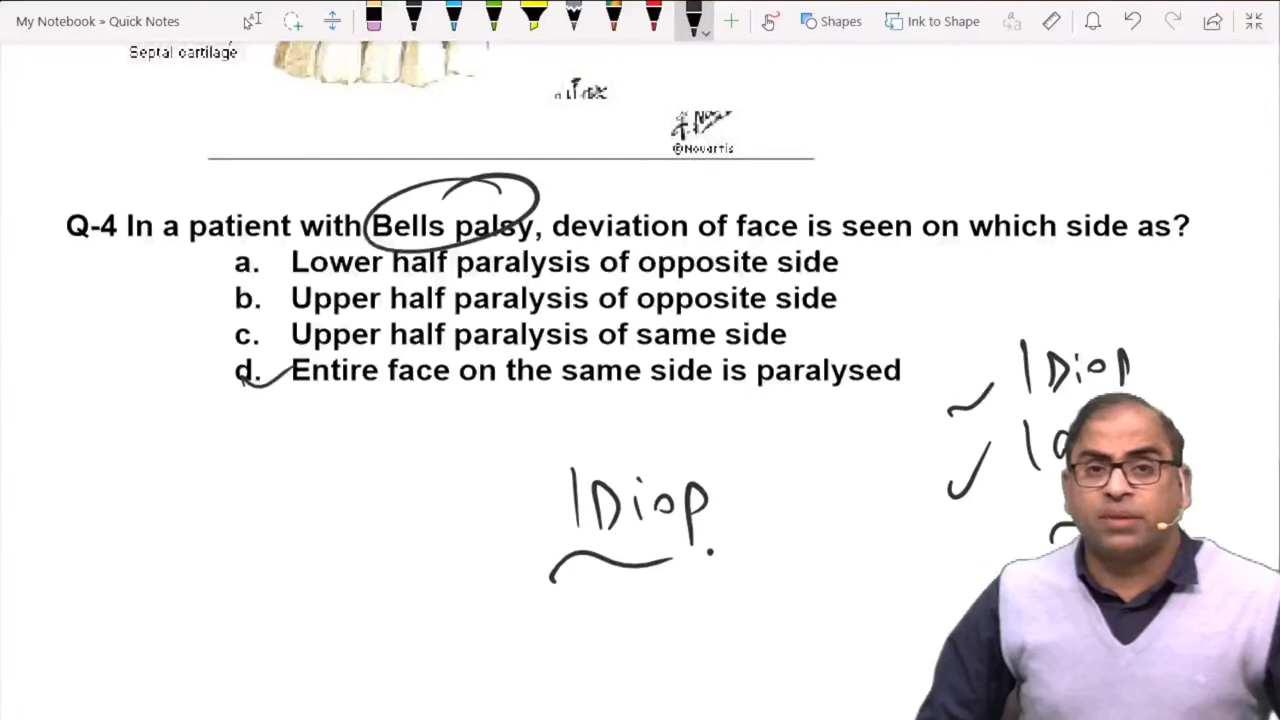 My Notebook » Quick Notes
Shapes
Ink to Shape
Septal cartilage
©Novartis
Q-4 In a patient with Bells palsy, deviation of face is seen on which side as?
a. Lower half paralysis of opposite side
b. Upper half paralysis of opposite side
c. Upper half paralysis of same side
d. Entire face on the same side is paralysed
IDiop
IDiop.